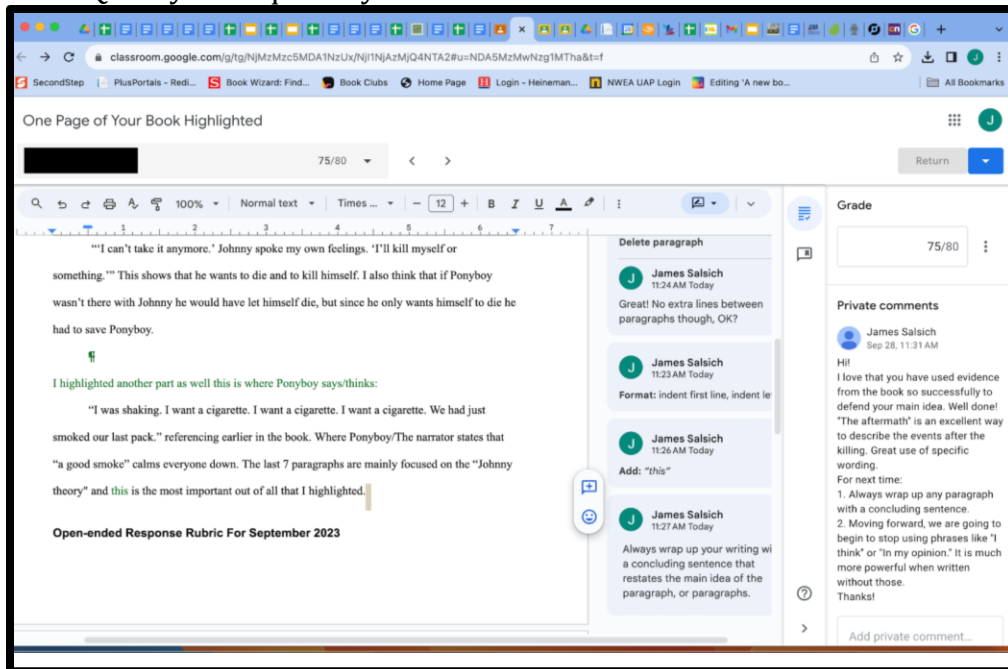 classroom.google.com/g/tg/NjMzMzc5MDA1NzUx/NjI1NjAzMjQ4NTA2#u=NDA5MzMwNzg1MTha&t=f
SecondStep
PlusPortals - Redi...
Book Wizard: Find...
Book Clubs
Home Page
Login - Heineman...
NWEA UAP Login
Editing 'A new bo...
All Bookmarks
One Page of Your Book Highlighted
J
75/80
Return
100%
Normal text
Times ...
12
B I U A
1 2 3 4 5 6 7
"'I can't take it anymore.' Johnny spoke my own feelings. 'I'll kill myself or
something.'" This shows that he wants to die and to kill himself. I also think that if Ponyboy
wasn't there with Johnny he would have let himself die, but since he only wants himself to die he
had to save Ponyboy.
¶
I highlighted another part as well this is where Ponyboy says/thinks:
"I was shaking. I want a cigarette. I want a cigarette. I want a cigarette. We had just
smoked our last pack." referencing earlier in the book. Where Ponyboy/The narrator states that
"a good smoke" calms everyone down. The last 7 paragraphs are mainly focused on the "Johnny
theory" and this is the most important out of all that I highlighted.
Open-ended Response Rubric For September 2023
Delete paragraph
J
James Salsich
11:24 AM Today
Great! No extra lines between
paragraphs though, OK?
J
James Salsich
11:23 AM Today
Format: indent first line, indent le
J
James Salsich
11:26 AM Today
Add: "this"
J
James Salsich
11:27 AM Today
Always wrap up your writing wi
a concluding sentence that
restates the main idea of the
paragraph, or paragraphs.
Grade
75/80
Private comments
James Salsich
Sep 28, 11:31 AM
Hi!
I love that you have used evidence
from the book so successfully to
defend your main idea. Well done!
"The aftermath" is an excellent way
to describe the events after the
killing. Great use of specific
wording.
For next time:
1. Always wrap up any paragraph
with a concluding sentence.
2. Moving forward, we are going to
begin to stop using phrases like "I
think" or "In my opinion." It is much
more powerful when written
without those.
Thanks!
Add private comment...